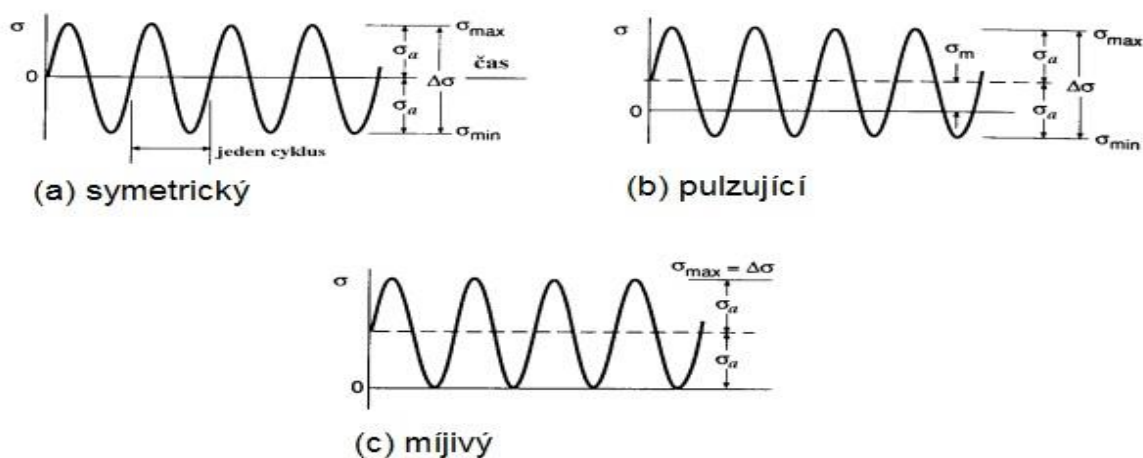 σ
σmax
σa
čas
0
Δσ
σa
σmin
jeden cyklus
(a) symetrický
σ
σm
σa
σmax
Δσ
σa
0
σmin
(b) pulzující
σ
σmax = Δσ
σa
σa
0
(c) míjivý